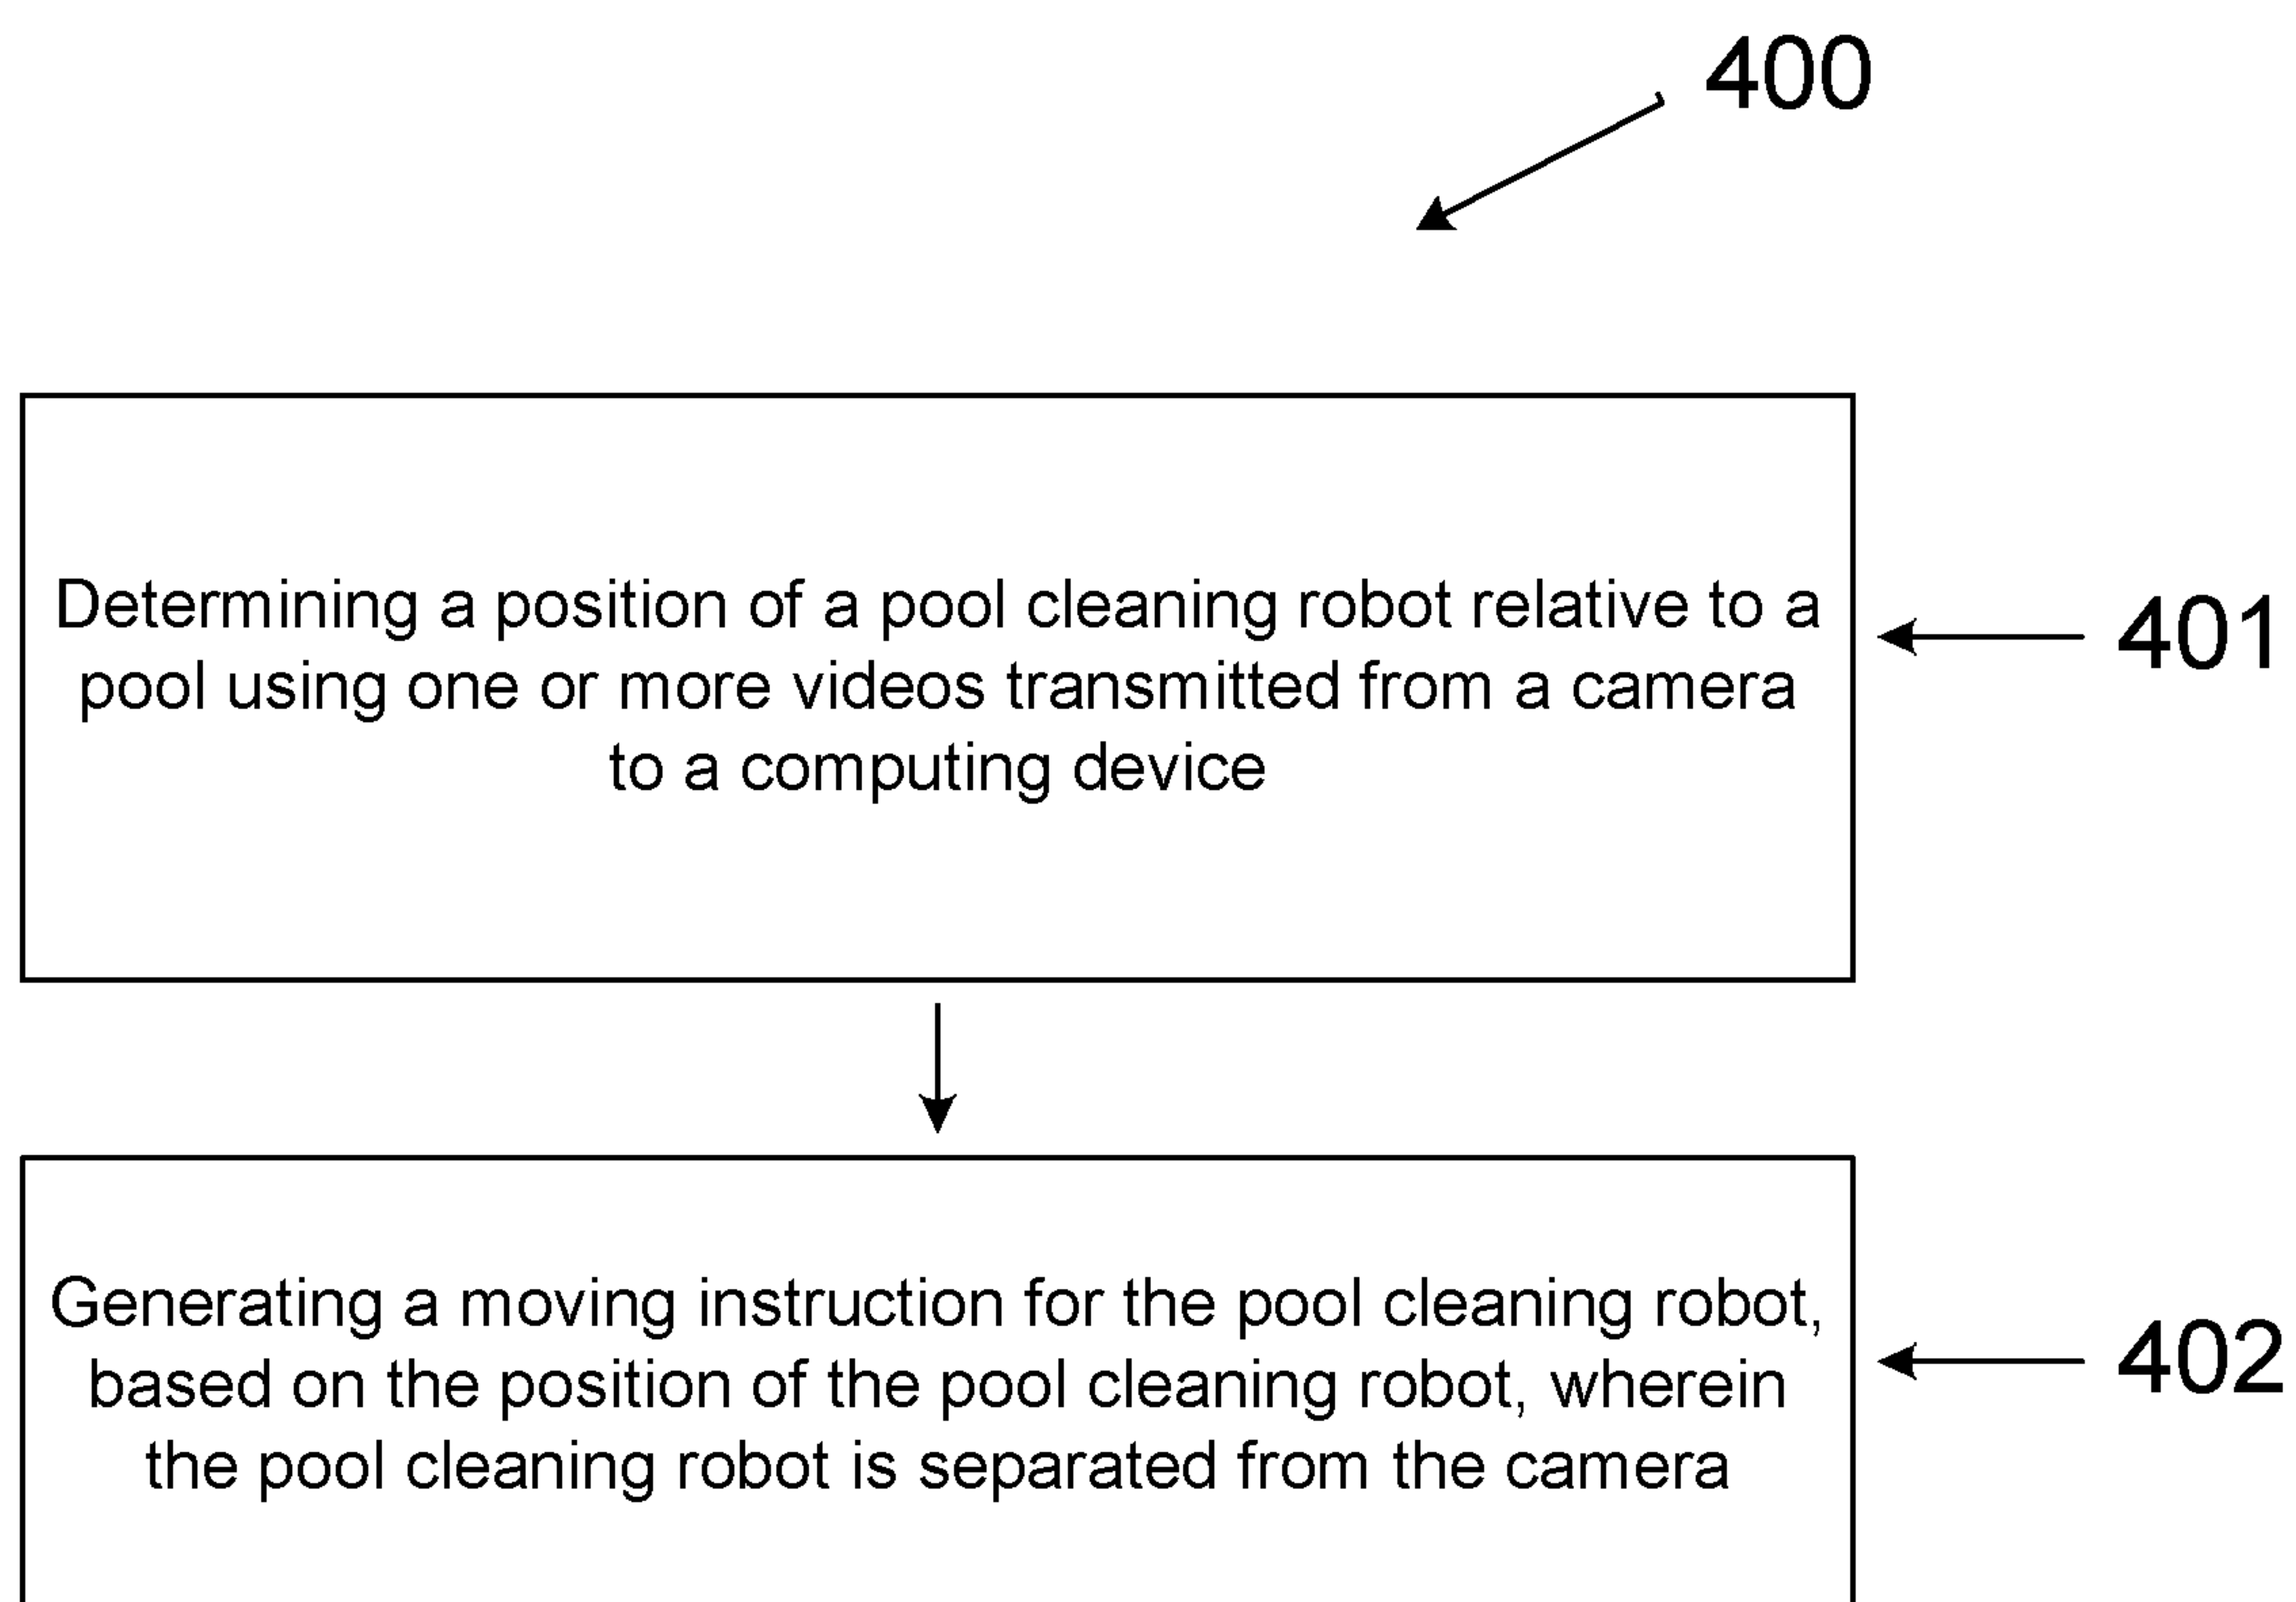 400
Determining a position of a pool cleaning robot relative to a
pool using one or more videos transmitted from a camera
to a computing device
401
Generating a moving instruction for the pool cleaning robot,
based on the position of the pool cleaning robot, wherein
the pool cleaning robot is separated from the camera
402